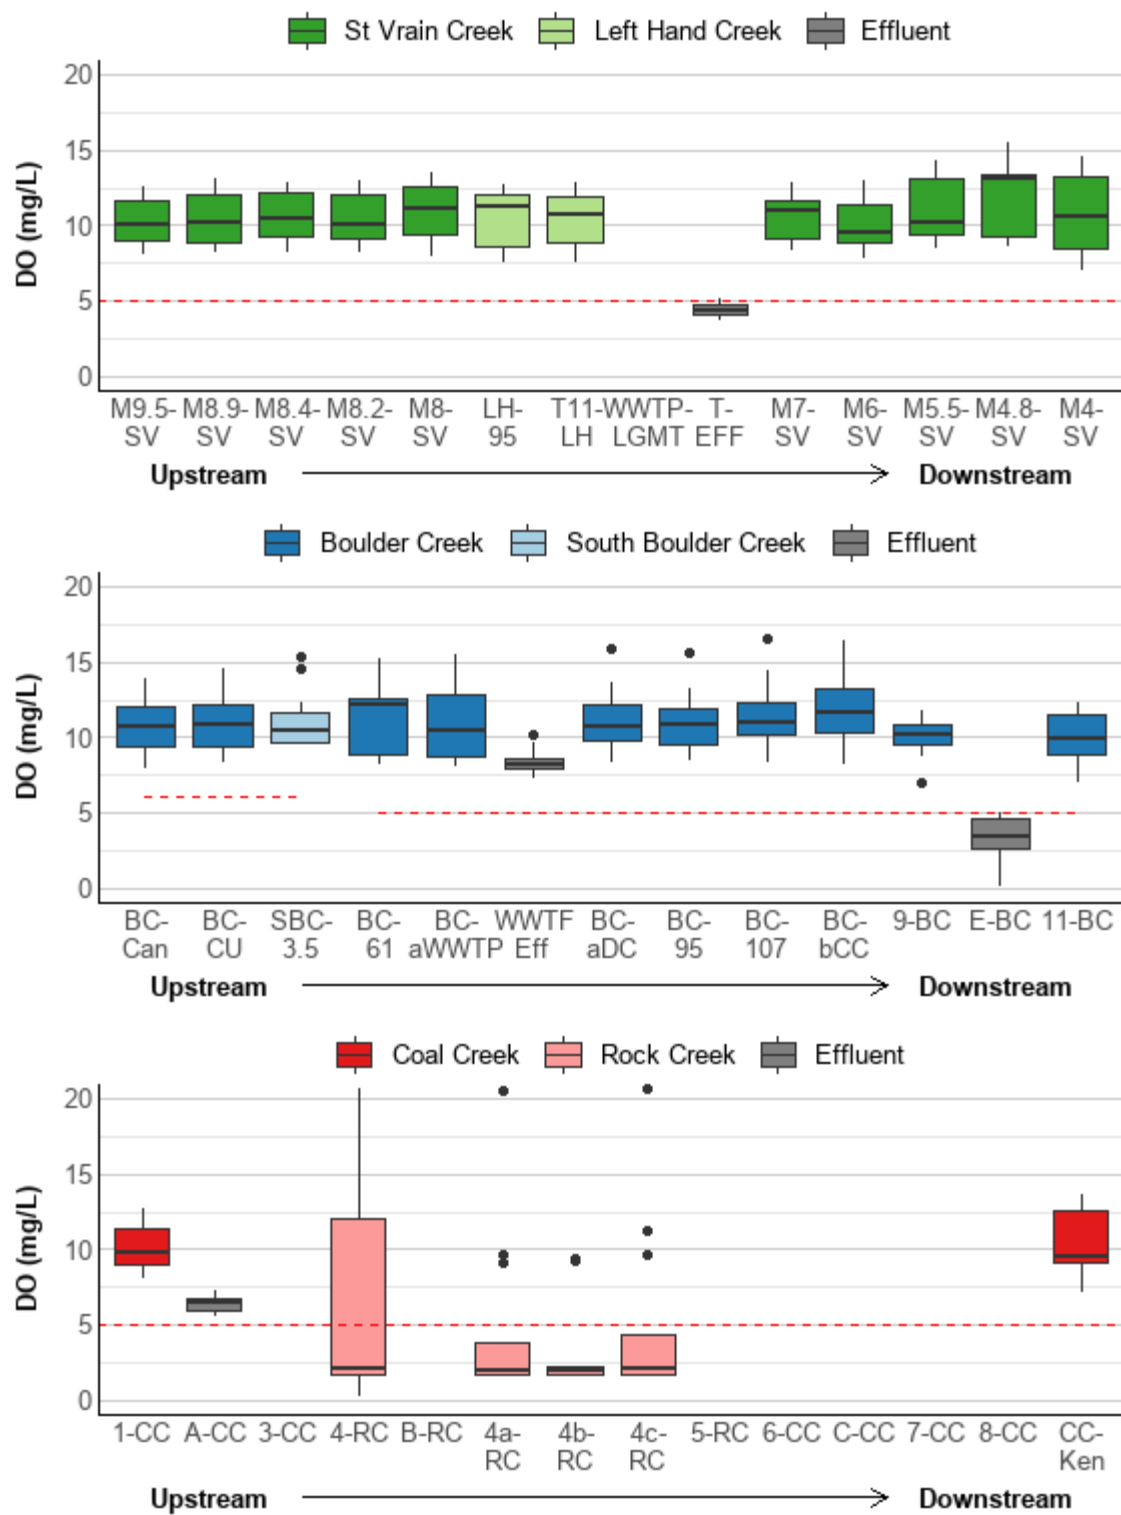 St Vrain Creek Left Hand Creek Effluent
20
15
10
5
0
DO (mg/L)
M9.5-SV M8.9-SV M8.4-SV M8.2-SV M8-SV LH-95 T11-LH WWTP-LGMT T-EFF M7-SV M6-SV M5.5-SV M4.8-SV M4-SV
Upstream Downstream
Boulder Creek South Boulder Creek Effluent
20
15
10
5
0
DO (mg/L)
BC-Can BC-CU SBC-3.5 BC-61 BC-aWWTP WWTF Eff BC-aDC BC-95 BC-107 BC-bCC 9-BC E-BC 11-BC
Upstream Downstream
Coal Creek Rock Creek Effluent
20
15
10
5
0
DO (mg/L)
1-CC A-CC 3-CC 4-RC B-RC 4a-RC 4b-RC 4c-RC 5-RC 6-CC C-CC 7-CC 8-CC CC-Ken
Upstream Downstream